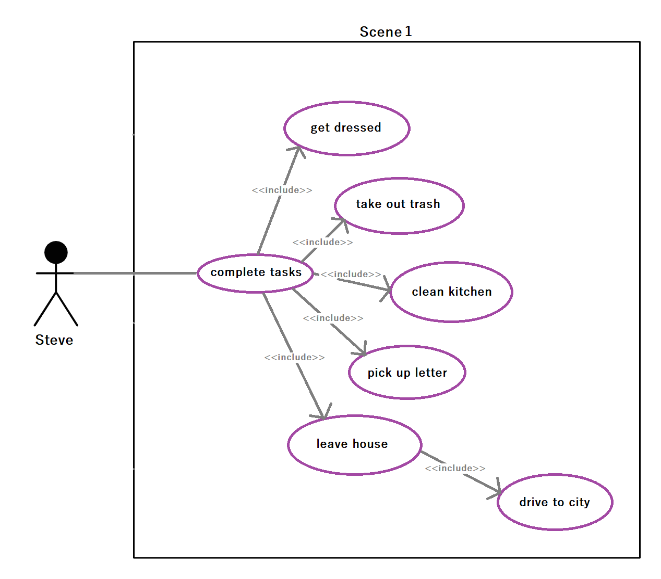 Scene 1
get dressed
<<include>>
take out trash
<<include>>
complete tasks
<<include>>
clean kitchen
<<include>>
Steve
<<include>>
pick up letter
leave house
<<include>>
drive to city